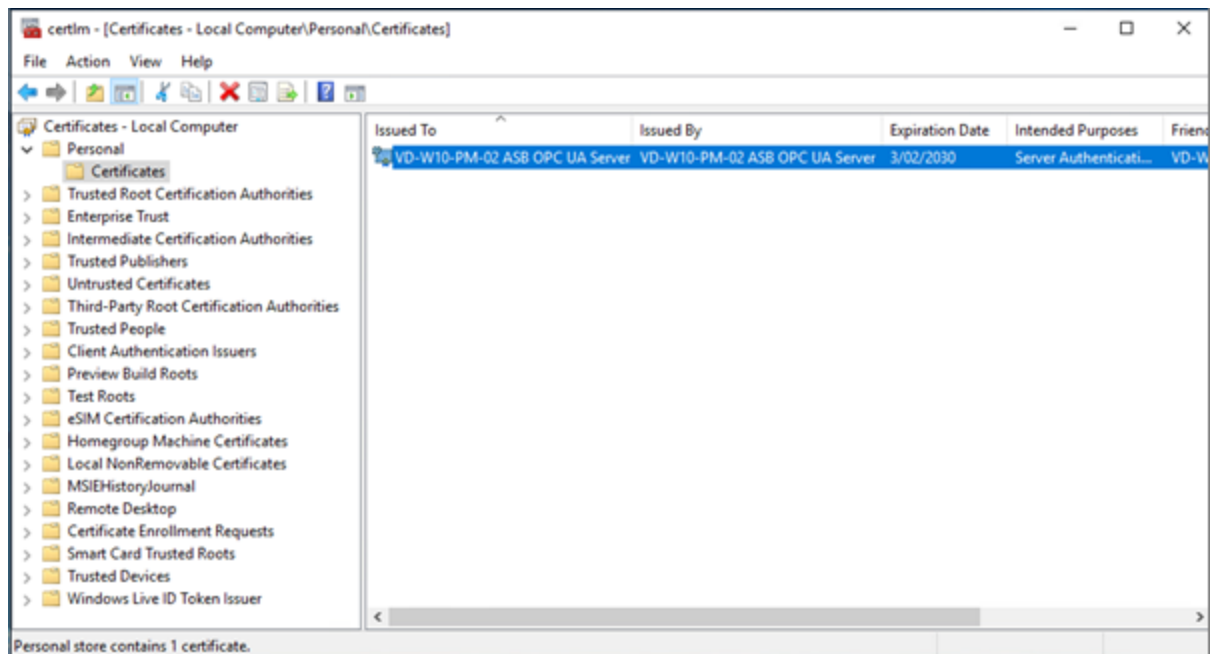 certlm - [Certificates - Local Computer\Personal\Certificates]
File Action View Help
Certificates - Local Computer
Personal
Certificates
Trusted Root Certification Authorities
Enterprise Trust
Intermediate Certification Authorities
Trusted Publishers
Untrusted Certificates
Third-Party Root Certification Authorities
Trusted People
Client Authentication Issuers
Preview Build Roots
Test Roots
eSIM Certification Authorities
Homegroup Machine Certificates
Local NonRemovable Certificates
MSIEHistoryJournal
Remote Desktop
Certificate Enrollment Requests
Smart Card Trusted Roots
Trusted Devices
Windows Live ID Token Issuer
Issued To Issued By Expiration Date Intended Purposes Friend
VD-W10-PM-02 ASB OPC UA Server VD-W10-PM-02 ASB OPC UA Server 3/02/2030 Server Authenticati... VD-W
Personal store contains 1 certificate.